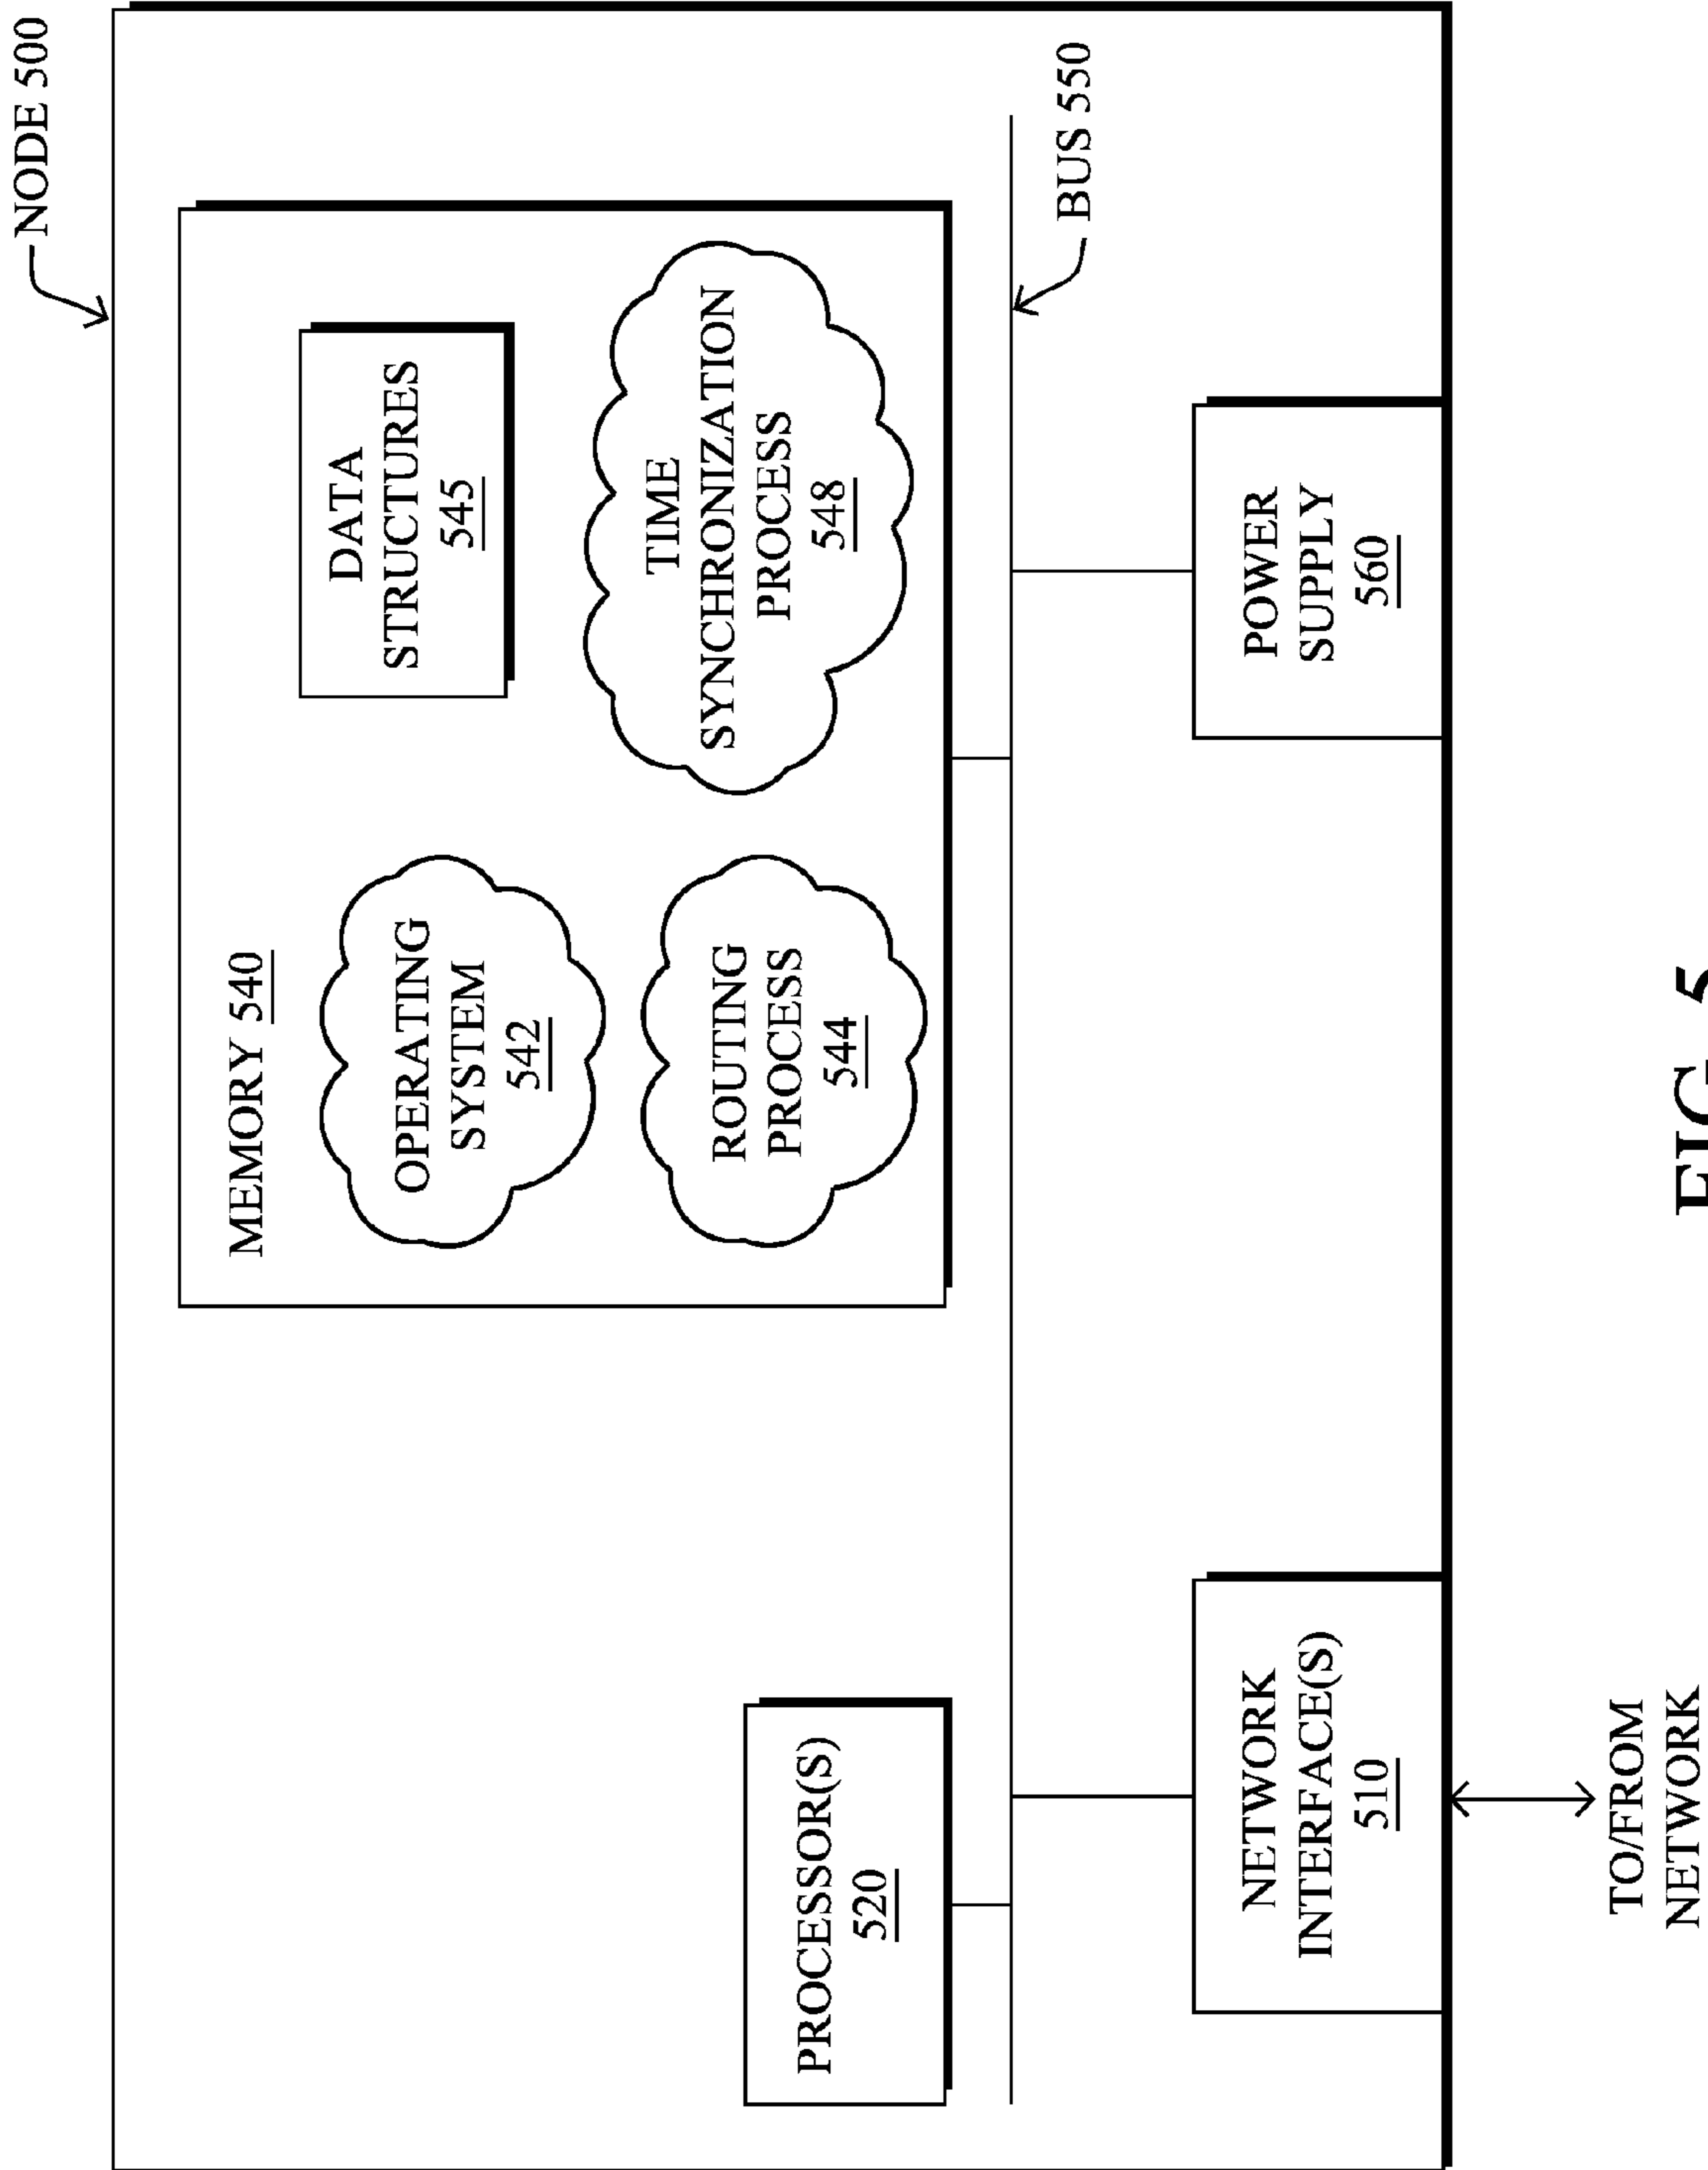 NODE 500
MEMORY 540
OPERATING
SYSTEM
542
DATA
STRUCTURES
545
ROUTING
PROCESS
544
TIME
SYNCHRONIZATION
PROCESS
548
PROCESSOR(S)
520
BUS 550
NETWORK
INTERFACE(S)
510
POWER
SUPPLY
560
TO/FROM
NETWORK
FIG. 5